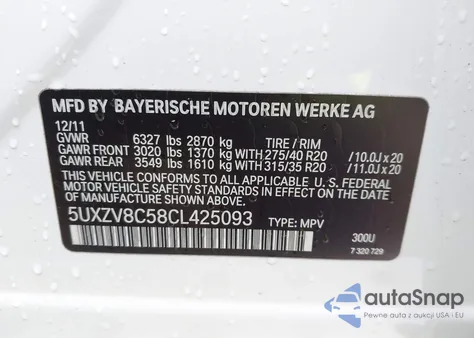 MFD BY BAYERISCHE MOTOREN WERKE AG
12/11
GVWR 6327 lbs 2870 kg TIRE / RIM
GAWR FRONT 3020 lbs 1370 kg WITH 275/40 R20 /10.0J x 20
GAWR REAR 3549 lbs 1610 kg WITH 315/35 R20 /11.0J x 20
THIS VEHICLE CONFORMS TO ALL APPLICABLE U. S. FEDERAL
MOTOR VEHICLE SAFETY STANDARDS IN EFFECT ON THE DATE OF
MANUFACTURE SHOWN ABOVE.
5UXZV8C58CL425093 TYPE: MPV 300U
7 320 729
autoSnap
Pewne auta z aukcji USA i EU